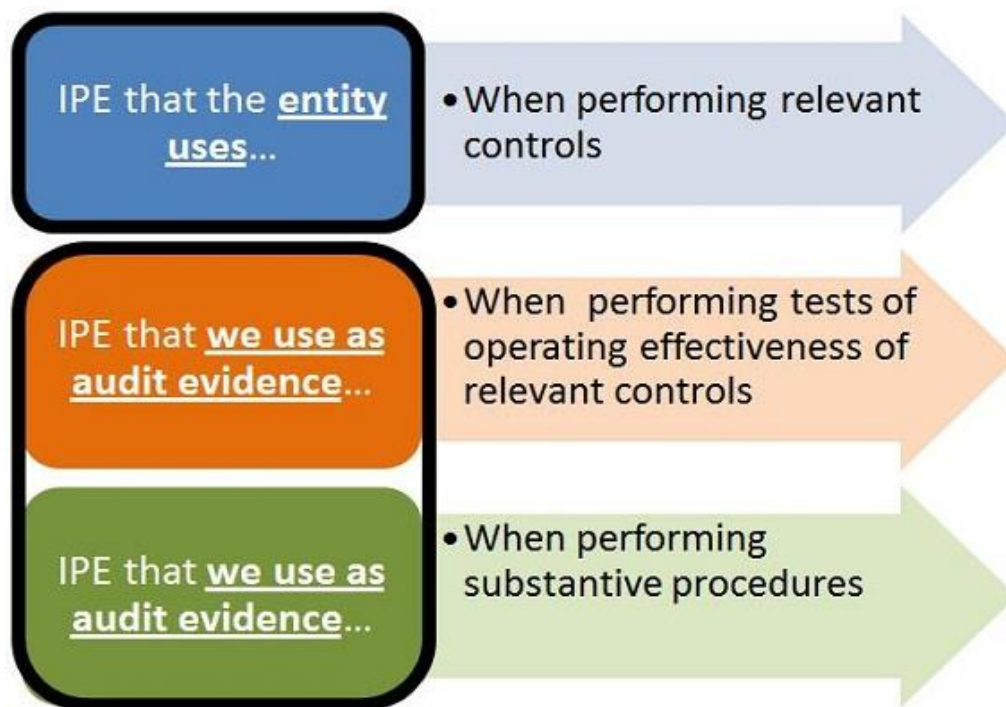 IPE that the entity
uses...
•When performing relevant
controls
IPE that we use as
audit evidence...
•When  performing tests of
operating effectiveness of
relevant controls
IPE that we use as
audit evidence...
•When performing
substantive procedures